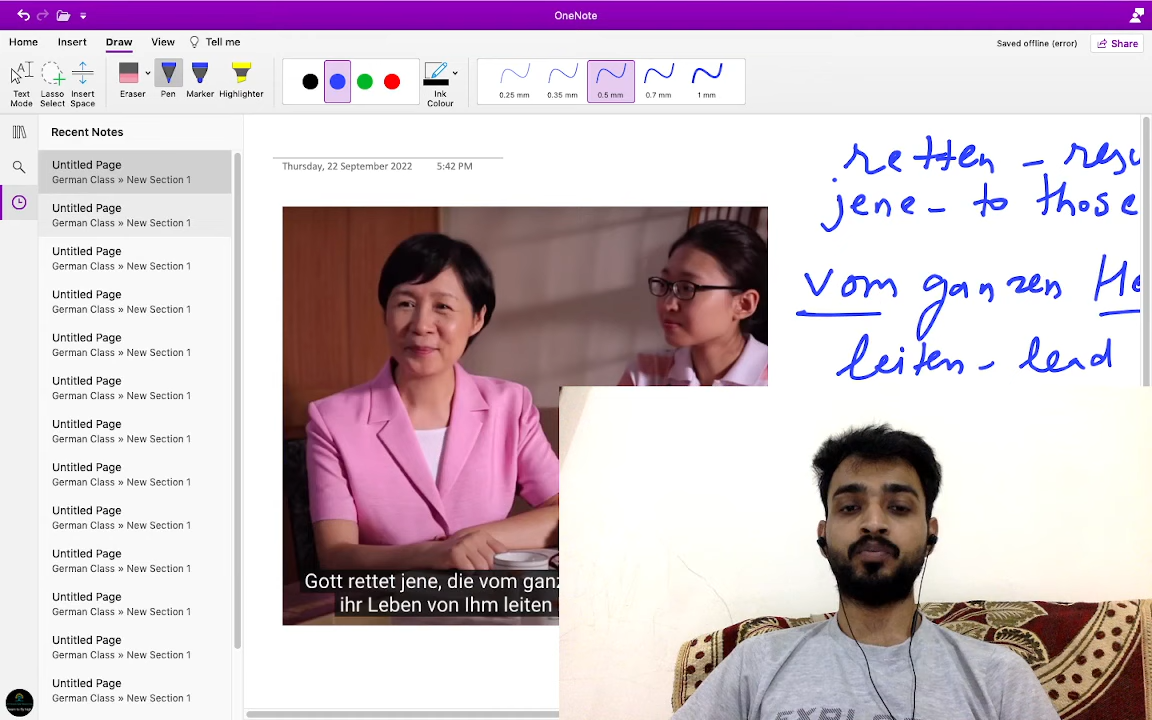 OneNote
Home Insert Draw View Tell me
Saved offline (error) Share
Text Mode
Lasso Select
Insert Space
Eraser
Pen
Marker
Highlighter
Ink Colour
0.25 mm 0.35 mm 0.5 mm 0.7 mm 1 mm
Recent Notes
Untitled Page
German Class » New Section 1
Untitled Page
German Class » New Section 1
Untitled Page
German Class » New Section 1
Untitled Page
German Class » New Section 1
Untitled Page
German Class » New Section 1
Untitled Page
German Class » New Section 1
Untitled Page
German Class » New Section 1
Untitled Page
German Class » New Section 1
Untitled Page
German Class » New Section 1
Untitled Page
German Class » New Section 1
Untitled Page
German Class » New Section 1
Untitled Page
German Class » New Section 1
Untitled Page
German Class » New Section 1
Thursday, 22 September 2022 5:42 PM
retten -
jene - to those
vom ganzen
leiten - lead
Gott rettet jene, die vom
ihr Leben von Ihm leiten